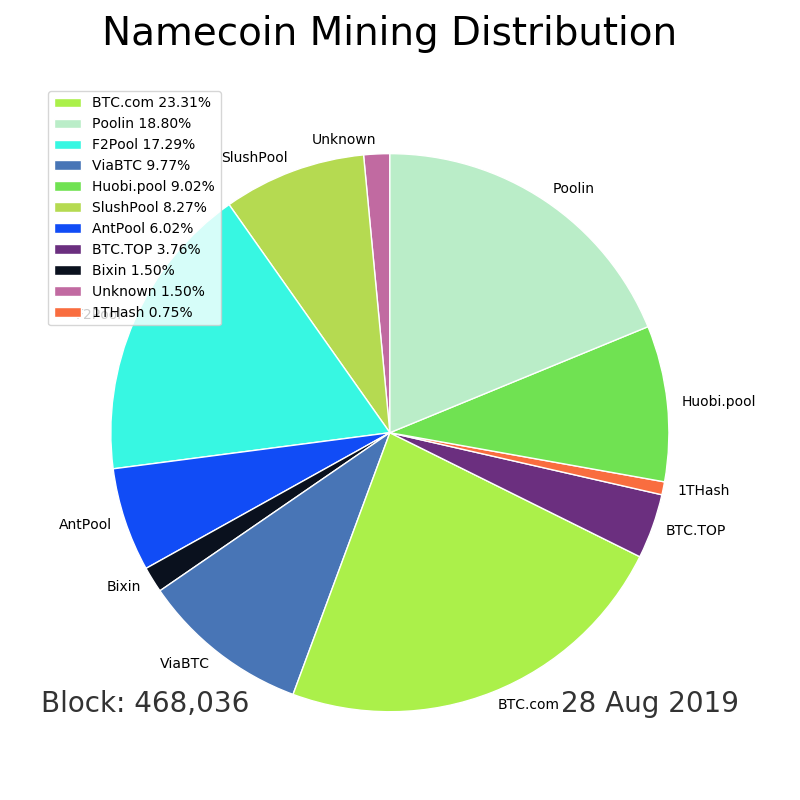 Namecoin Mining Distribution
BTC.com 23.31%
Poolin 18.80%
F2Pool 17.29%
ViaBTC 9.77%
Huobi.pool 9.02%
SlushPool 8.27%
AntPool 6.02%
BTC.TOP 3.76%
Bixin 1.50%
Unknown 1.50%
1THash 0.75%
Unknown
SlushPool
Poolin
Huobi.pool
1THash
BTC.TOP
AntPool
Bixin
ViaBTC
BTC.com
Block: 468,036
28 Aug 2019